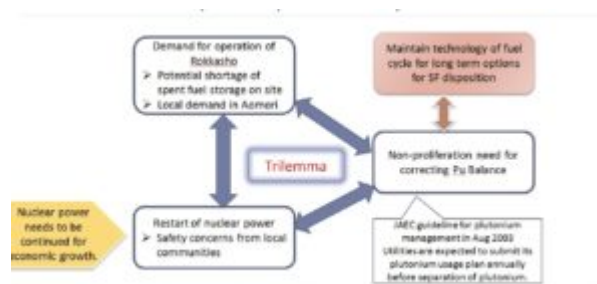 Demand for operation of
Rokkasho
➢ Potential shortage of
spent fuel storage on site
➢ Local demand in Aomori
Maintain technology of fuel
cycle for long term options
for SF disposition
Trilemma
Non-proliferation need for
correcting Pu Balance
Nuclear power
needs to be
continued for
economic growth.
Restart of nuclear power
➢ Safety concerns from local
communities
JAEC guideline for plutonium
management in Aug 2003
Utilities are expected to submit its
plutonium usage plan annually
before separation of plutonium.